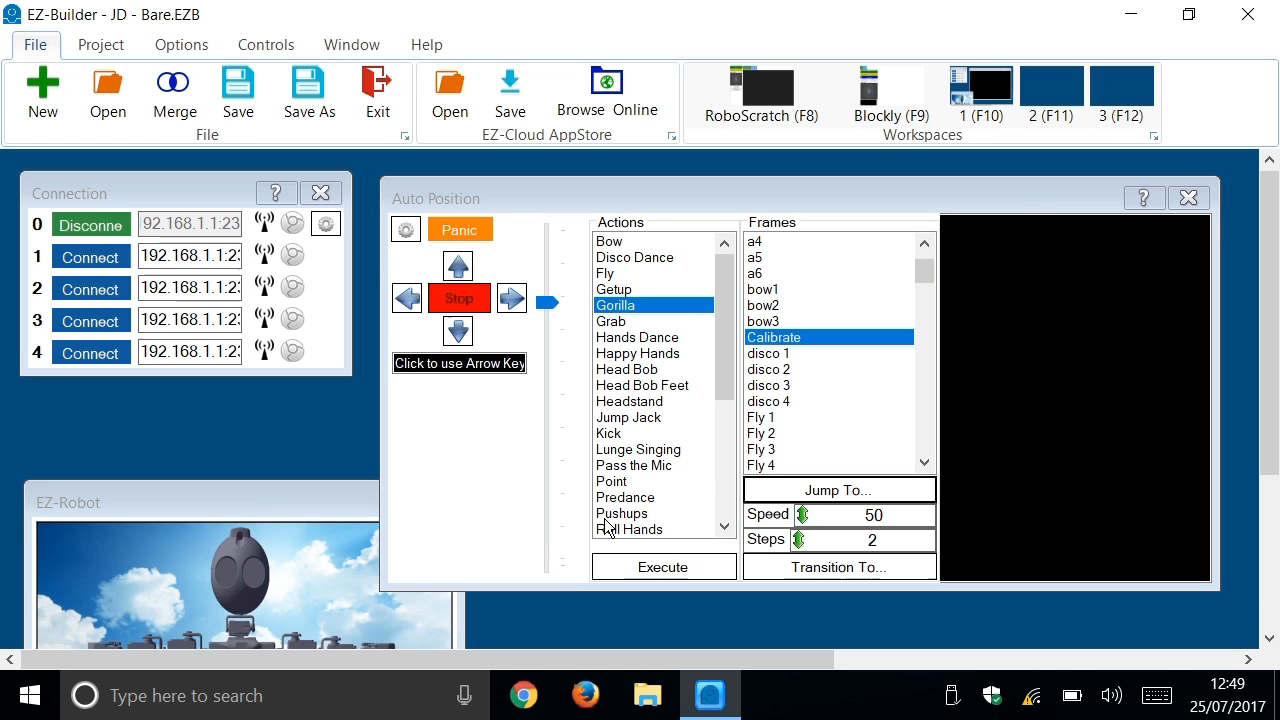 EZ-Builder - JD - Bare.EZB
File Project Options Controls Window Help
New Open Merge Save Save As Exit Open Save Browse Online RoboScratch (F8) Blockly (F9) 1 (F10) 2 (F11) 3 (F12)
File EZ-Cloud AppStore Workspaces
Connection ?
0 Disconne 92.168.1.1:23
1 Connect 192.168.1.1:2
2 Connect 192.168.1.1:2
3 Connect 192.168.1.1:2
4 Connect 192.168.1.1:2
EZ-Robot
Auto Position ?
Panic
Stop
Click to use Arrow Key
Actions
Bow
Disco Dance
Fly
Getup
Gorilla
Grab
Hands Dance
Happy Hands
Head Bob
Head Bob Feet
Headstand
Jump Jack
Kick
Lunge Singing
Pass the Mic
Point
Predance
Pushups
Roll Hands
Execute
Frames
a4
a5
a6
bow1
bow2
bow3
Calibrate
disco 1
disco 2
disco 3
disco 4
Fly 1
Fly 2
Fly 3
Fly 4
Jump To...
Speed 50
Steps 2
Transition To...
Type here to search
12:49
25/07/2017